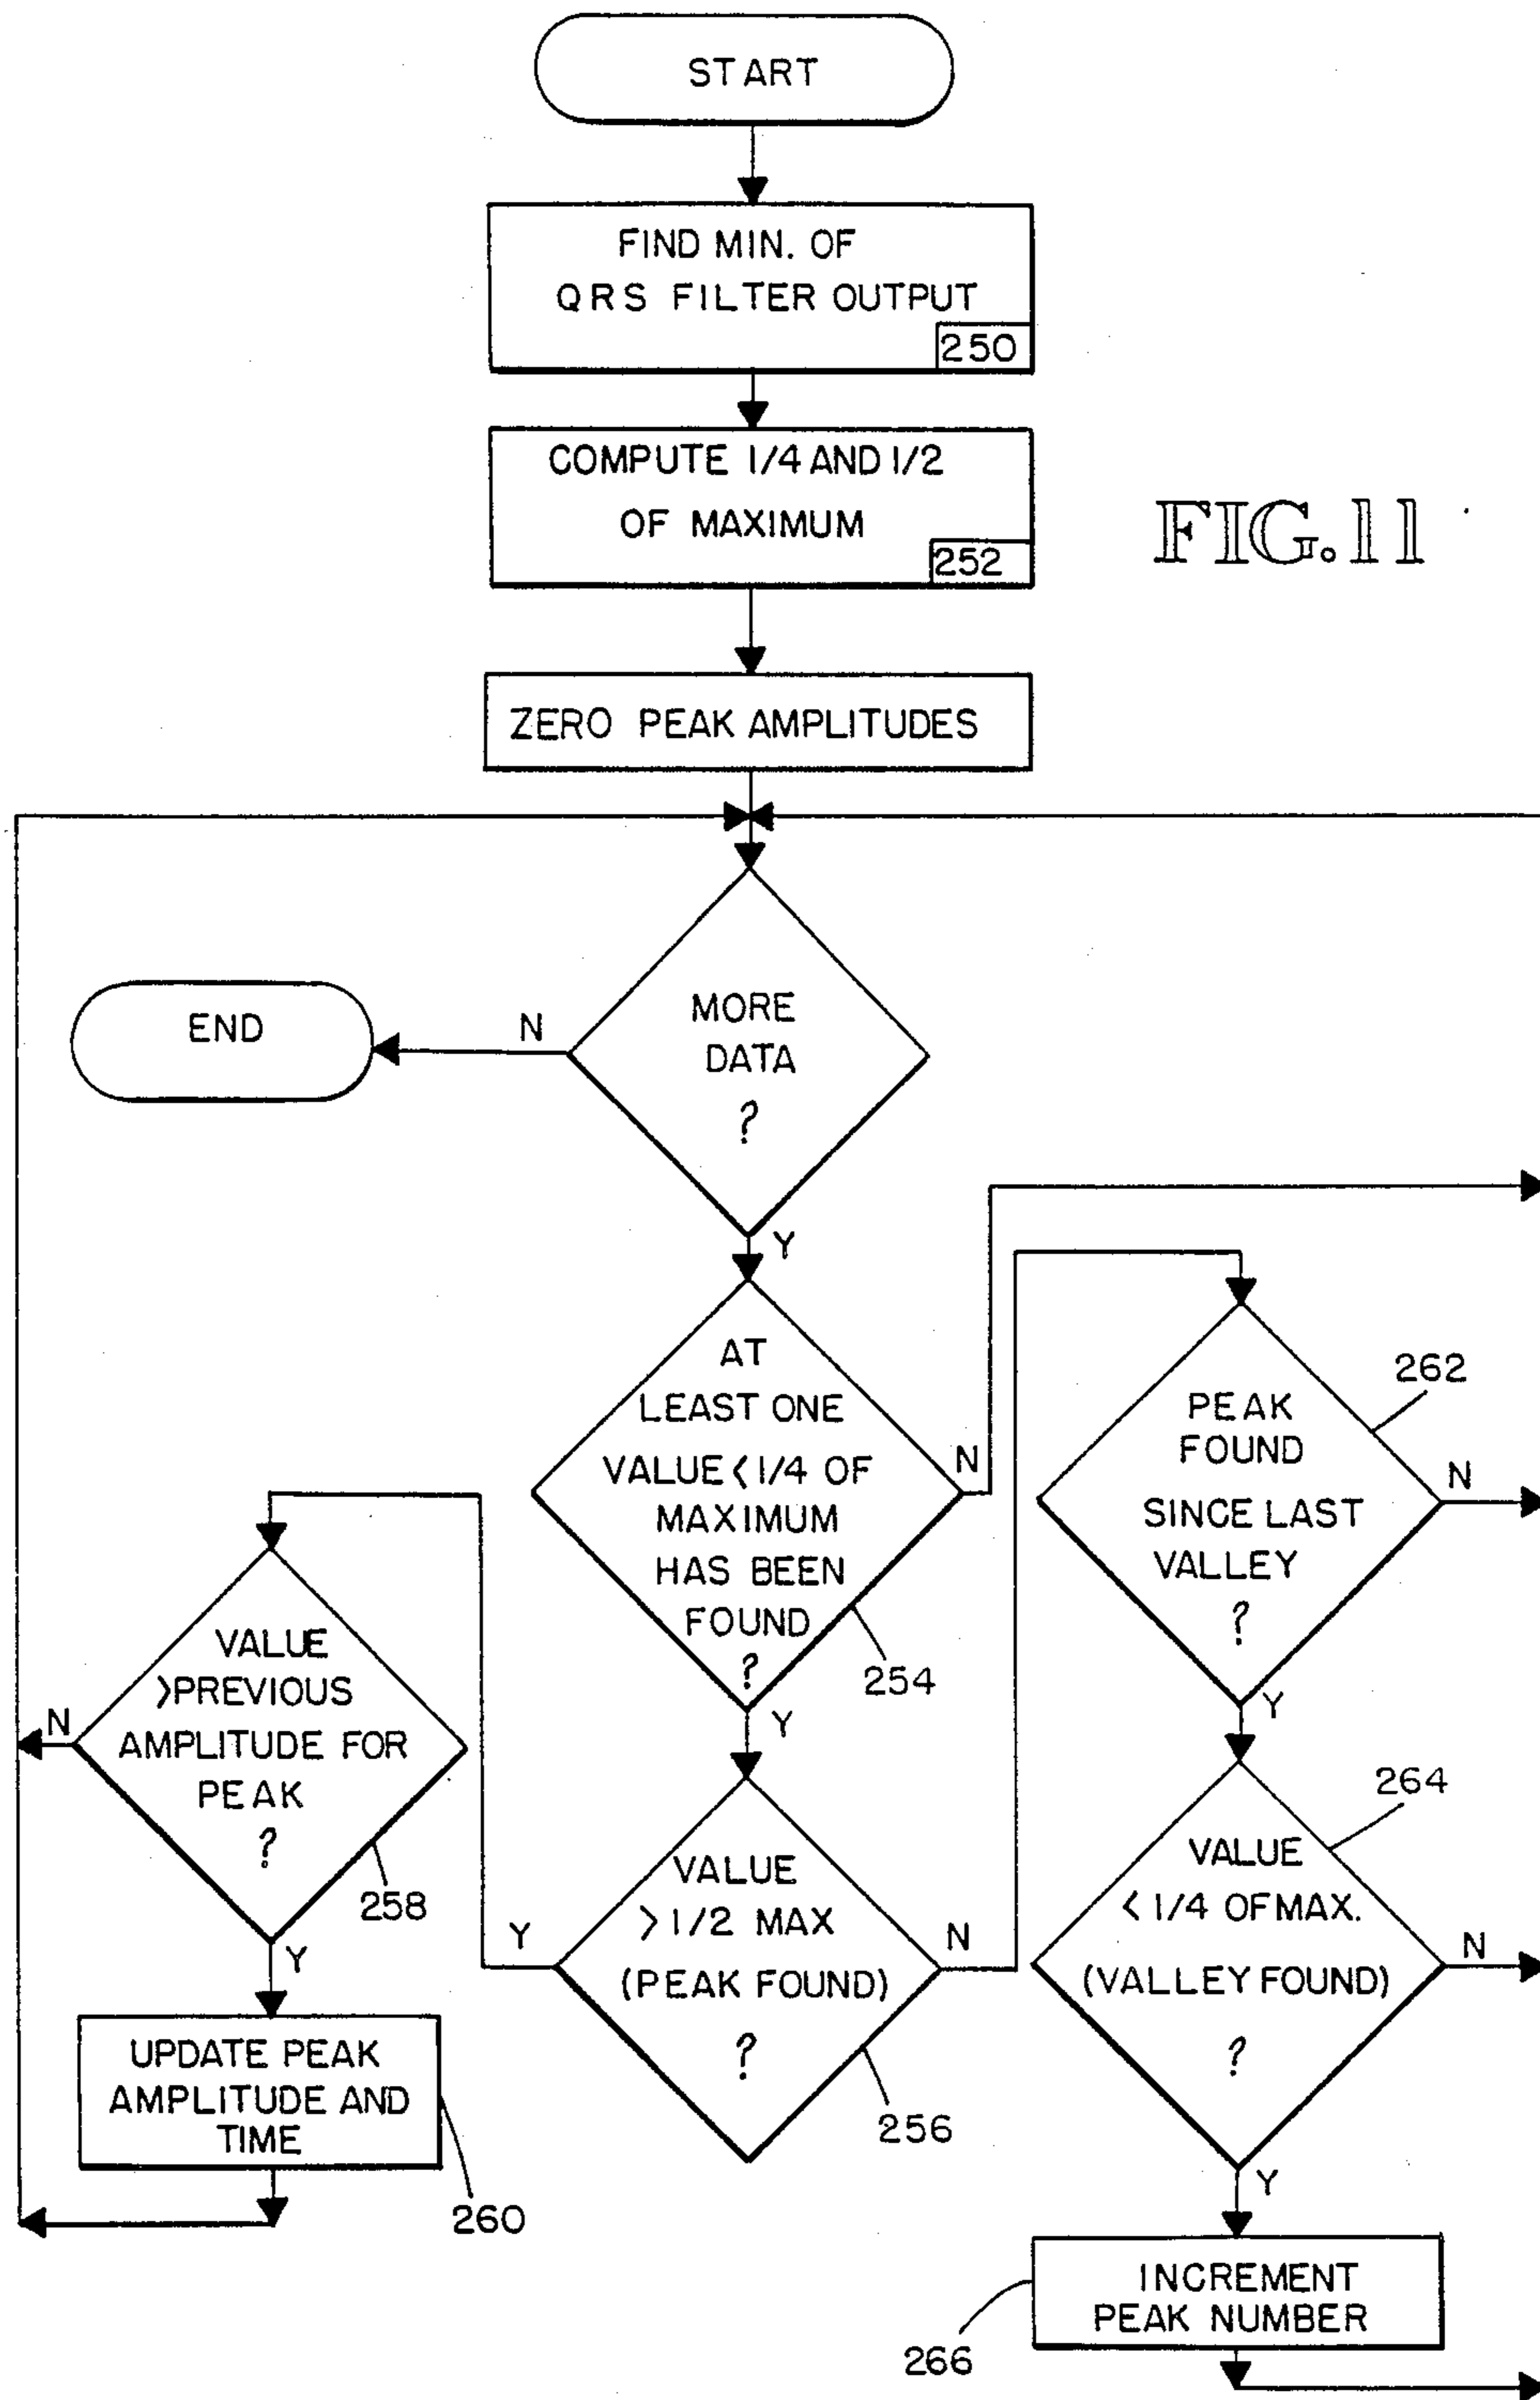 START
FIND MIN. OF
QRS FILTER OUTPUT
250
COMPUTE 1/4 AND 1/2
OF MAXIMUM
252
FIG. 11
ZERO PEAK AMPLITUDES
MORE
DATA
?
N
END
Y
AT
LEAST ONE
VALUE < 1/4 OF
MAXIMUM
HAS BEEN
FOUND
?
254
N
Y
VALUE
> 1/2 MAX
(PEAK FOUND)
?
256
Y
N
VALUE
>PREVIOUS
AMPLITUDE FOR
PEAK
?
258
N
Y
UPDATE PEAK
AMPLITUDE AND
TIME
260
PEAK
FOUND
SINCE LAST
VALLEY
?
262
N
Y
VALUE
< 1/4 OF MAX.
(VALLEY FOUND)
?
264
N
Y
INCREMENT
PEAK NUMBER
266